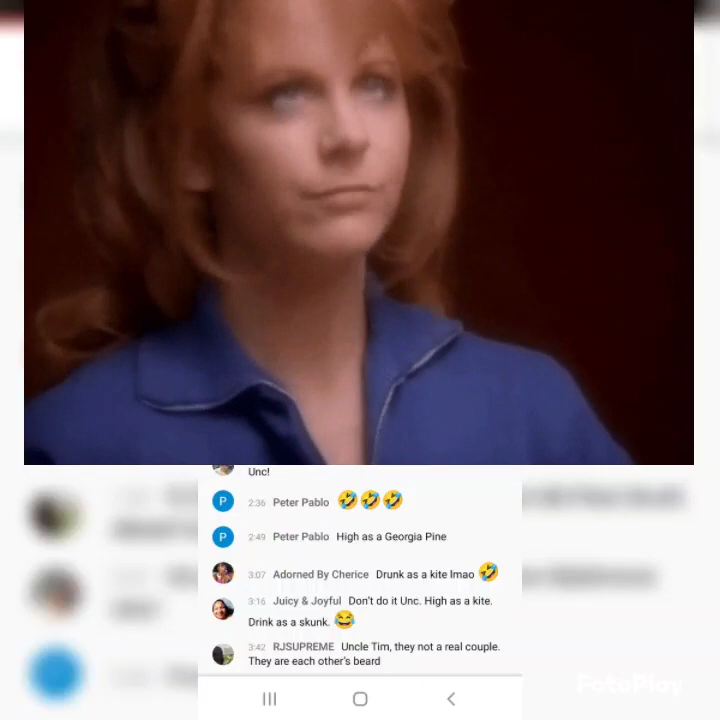 Unc!
P 2:36 Peter Pablo 🤣🤣🤣
P 2:49 Peter Pablo High as a Georgia Pine
3:07 Adorned By Cherice Drunk as a kite lmao 🤣
3:16 Juicy & Joyful Don't do it Unc. High as a kite.
Drink as a skunk. 😂
3:42 RJSUPREME Uncle Tim, they not a real couple.
They are each other's beard
FotoPlay